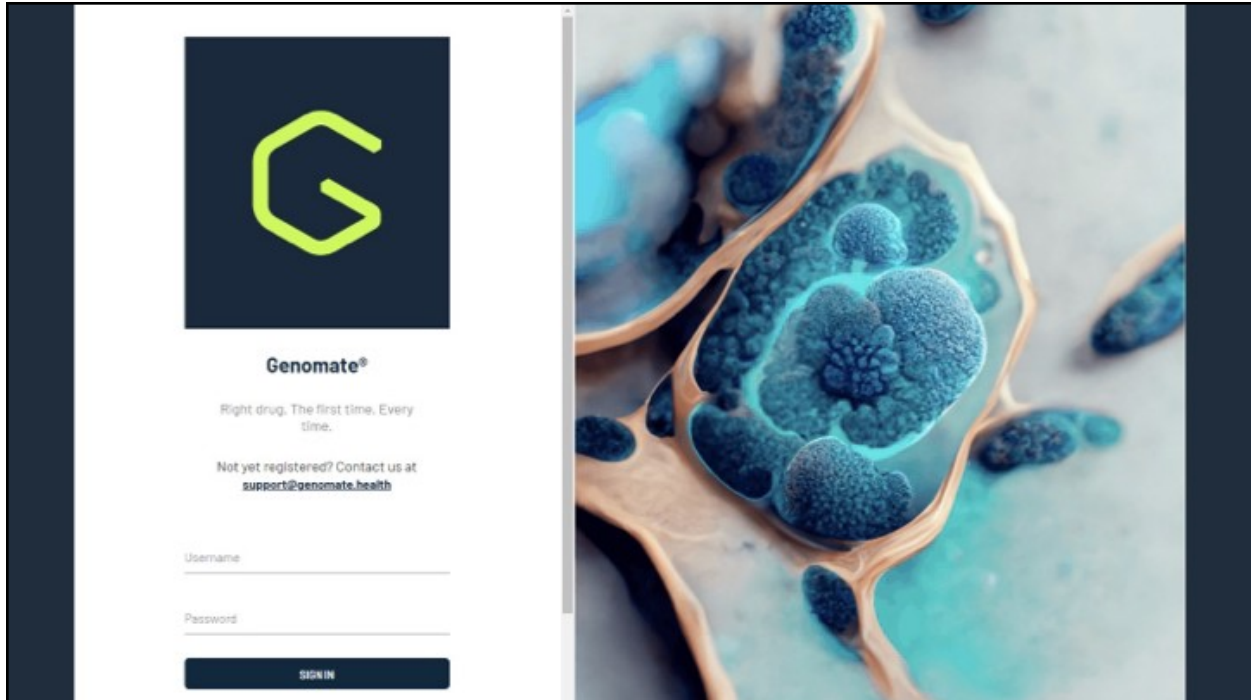 Genomate®
Right drug. The first time. Every
time.
Not yet registered? Contact us at
support@genomate.health
Username
Password
SIGN IN